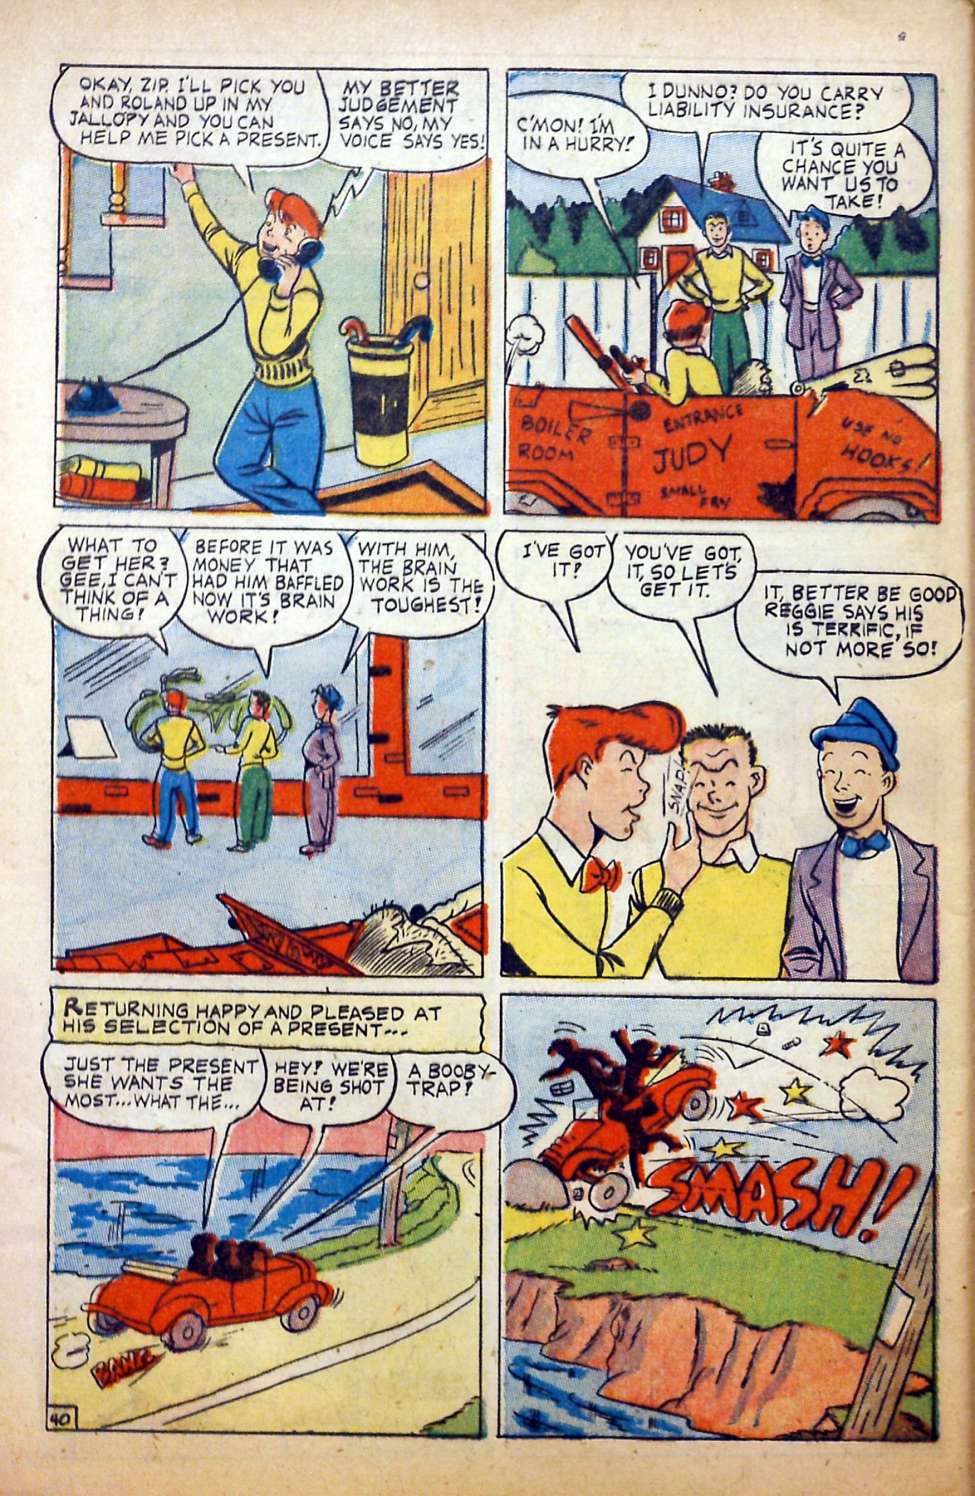 OKAY, ZIP. I'LL PICK YOU
AND ROLAND UP IN MY
JALLOPY AND YOU CAN
HELP ME PICK A PRESENT.
MY BETTER
JUDGEMENT
SAYS NO, MY
VOICE SAYS YES!
C'MON! I'M
IN A HURRY!
I DUNNO? DO YOU CARRY
LIABILITY INSURANCE?
IT'S QUITE A
CHANCE YOU
WANT US TO
TAKE!
BOILER
ROOM
ENTRANCE
JUDY
SMALL
FRY
USE NO
HOOKS!
WHAT TO
GET HER?
GEE, I CAN'T
THINK OF A
THING!
BEFORE IT WAS
MONEY THAT
HAD HIM BAFFLED
NOW IT'S BRAIN
WORK!
WITH HIM,
THE BRAIN
WORK IS THE
TOUGHEST!
I'VE GOT
IT!
YOU'VE GOT
IT, SO LET'S
GET IT.
IT, BETTER BE GOOD
REGGIE SAYS HIS
IS TERRIFIC, IF
NOT MORE SO!
SNAP!
RETURNING HAPPY AND PLEASED AT
HIS SELECTION OF A PRESENT---
JUST THE PRESENT
SHE WANTS THE
MOST...WHAT THE...
HEY! WE'RE
BEING SHOT
AT!
A BOOBY-
TRAP?
BANG
40
SMASH!